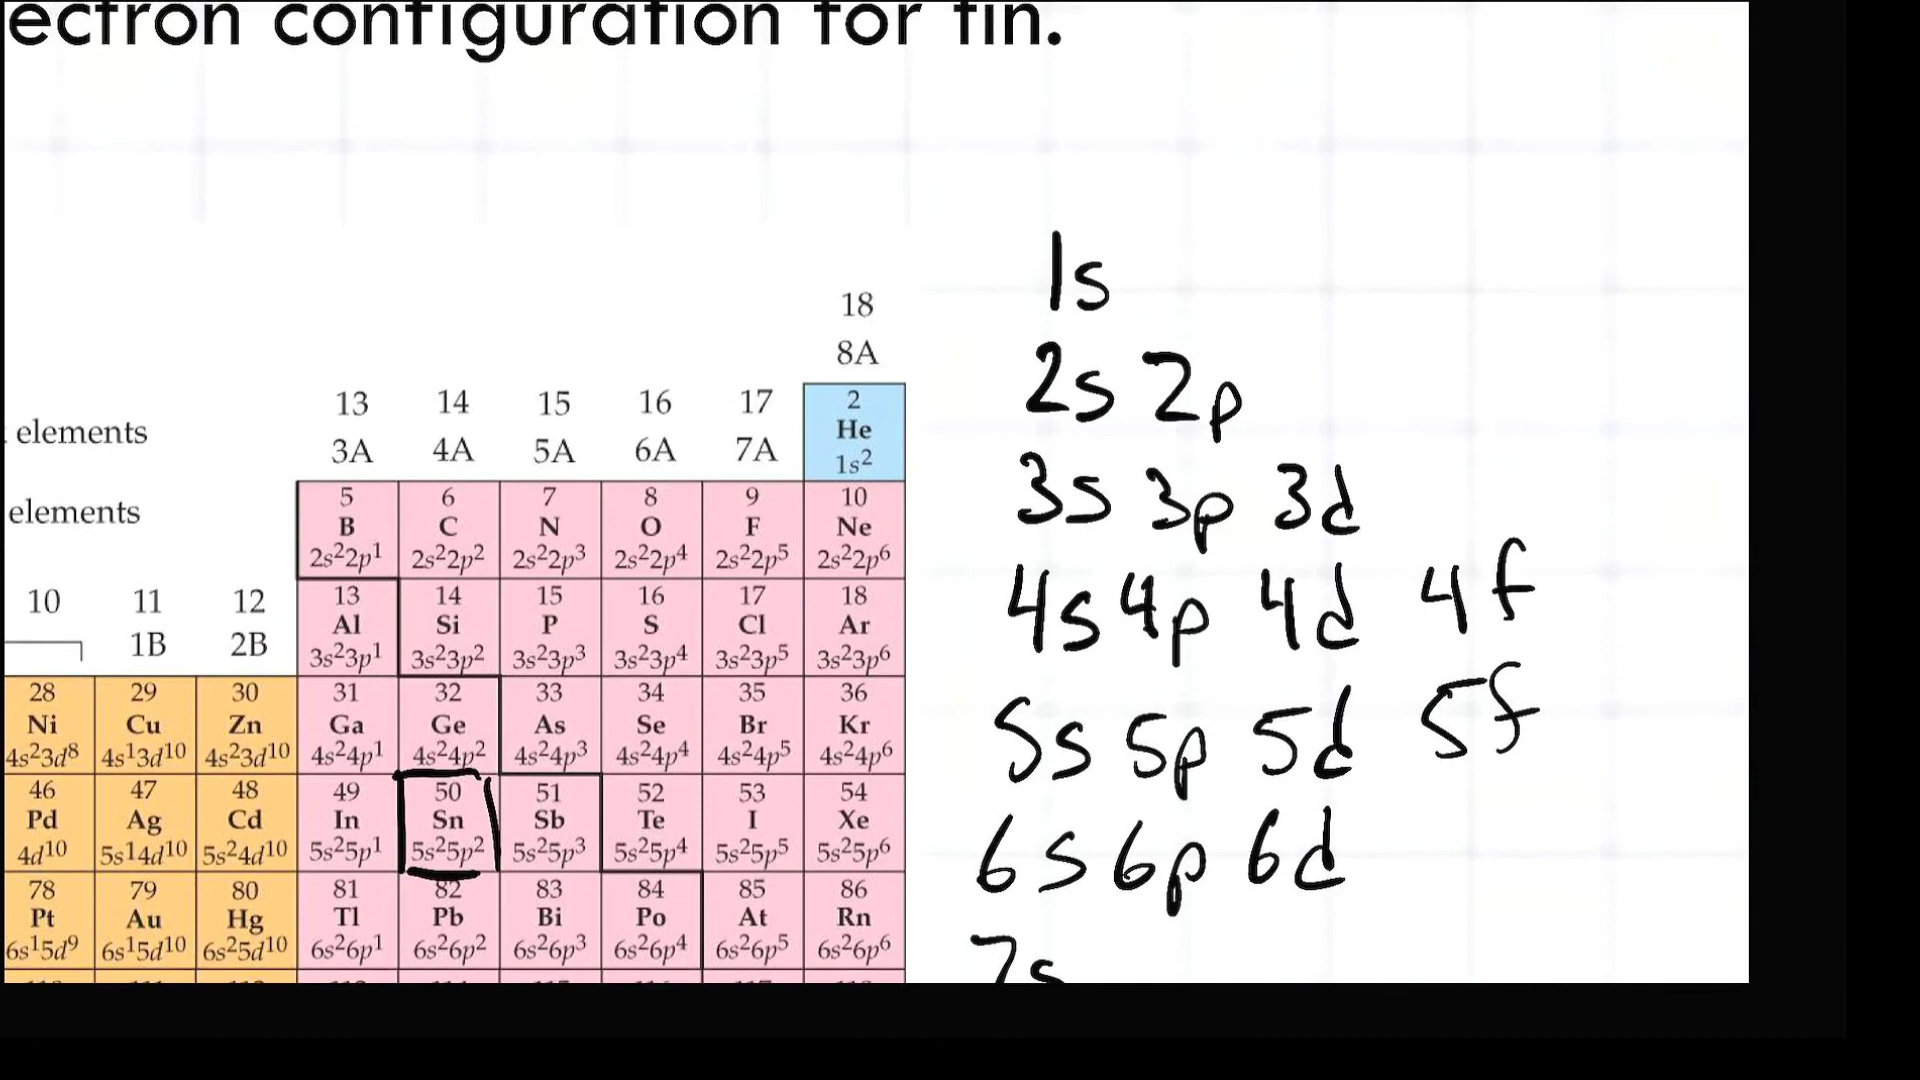 ectron configuration for tin.
18
8A
13 14 15 16 17
3A 4A 5A 6A 7A
2
He
1s²
elements
elements
5 6 7 8 9 10
B C N O F Ne
2s²2p¹ 2s²2p² 2s²2p³ 2s²2p⁴ 2s²2p⁵ 2s²2p⁶
10 11 12
1B 2B
13 14 15 16 17 18
Al Si P S Cl Ar
3s²3p¹ 3s²3p² 3s²3p³ 3s²3p⁴ 3s²3p⁵ 3s²3p⁶
28 29 30 31 32 33 34 35 36
Ni Cu Zn Ga Ge As Se Br Kr
4s²3d⁸ 4s¹3d¹⁰ 4s²3d¹⁰ 4s²4p¹ 4s²4p² 4s²4p³ 4s²4p⁴ 4s²4p⁵ 4s²4p⁶
46 47 48 49 50 51 52 53 54
Pd Ag Cd In Sn Sb Te I Xe
4d¹⁰ 5s¹4d¹⁰ 5s²4d¹⁰ 5s²5p¹ 5s²5p² 5s²5p³ 5s²5p⁴ 5s²5p⁵ 5s²5p⁶
78 79 80 81 82 83 84 85 86
Pt Au Hg Tl Pb Bi Po At Rn
6s¹5d⁹ 6s¹5d¹⁰ 6s²5d¹⁰ 6s²6p¹ 6s²6p² 6s²6p³ 6s²6p⁴ 6s²6p⁵ 6s²6p⁶
1s
2s 2p
3s 3p 3d
4s 4p 4d 4f
5s 5p 5d 5f
6s 6p 6d
7s